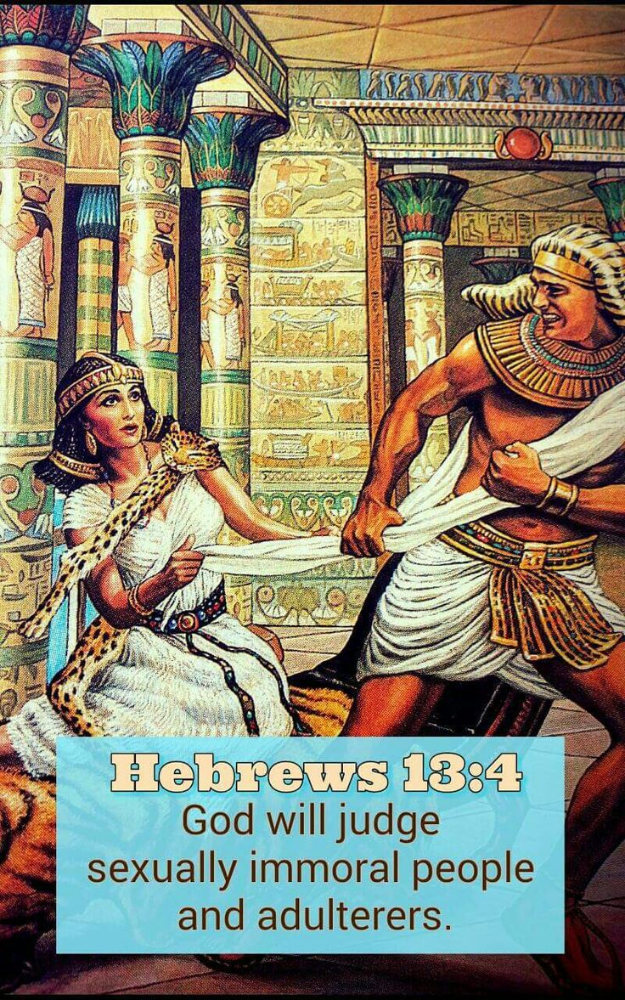 Hebrews 13:4
God will judge
sexually immoral people
and adulterers.